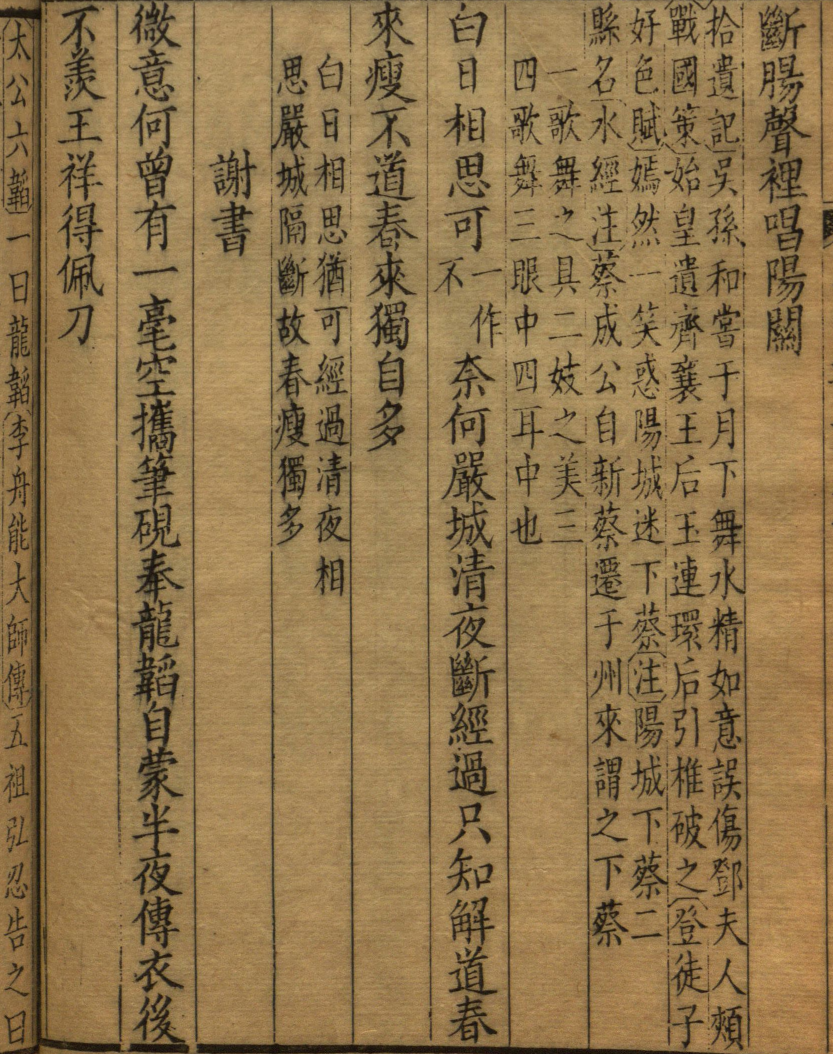 斷腸聲裡唱陽關
拾遺記吳孫和嘗于月下舞水精如意誤傷鄧夫人頰
戰國策始皇遺齊襄王后玉連環后引椎破之登徒子
好色賦嫣然一笑惑陽城迷下蔡注陽城下蔡二
縣名水經注蔡成公自新蔡遷于州來謂之下蔡
一歌舞之具二妓之美三
四歌舞三眼中四耳中也
白日相思可一作不奈何嚴城清夜斷經過只知解道春
來瘦不道春來獨自多
白日相思猶可經過清夜相
思嚴城隔斷故春瘦獨多
謝書
微意何曾有一毫空攜筆硯奉龍韜自蒙半夜傳衣後
不羨王祥得佩刀
太公六韜一曰龍韜李舟能大師傳五祖弘忍告之曰